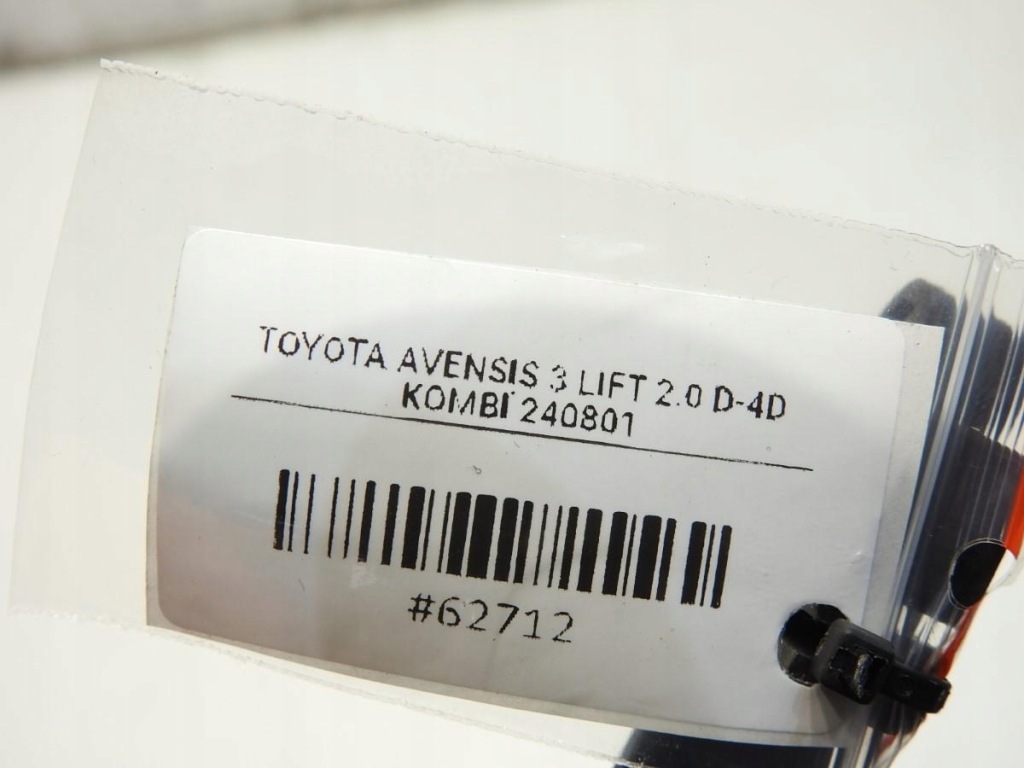 TOYOTA AVENSIS 3 LIFT 2.0 D-4D
KOMBI 240801
#62712